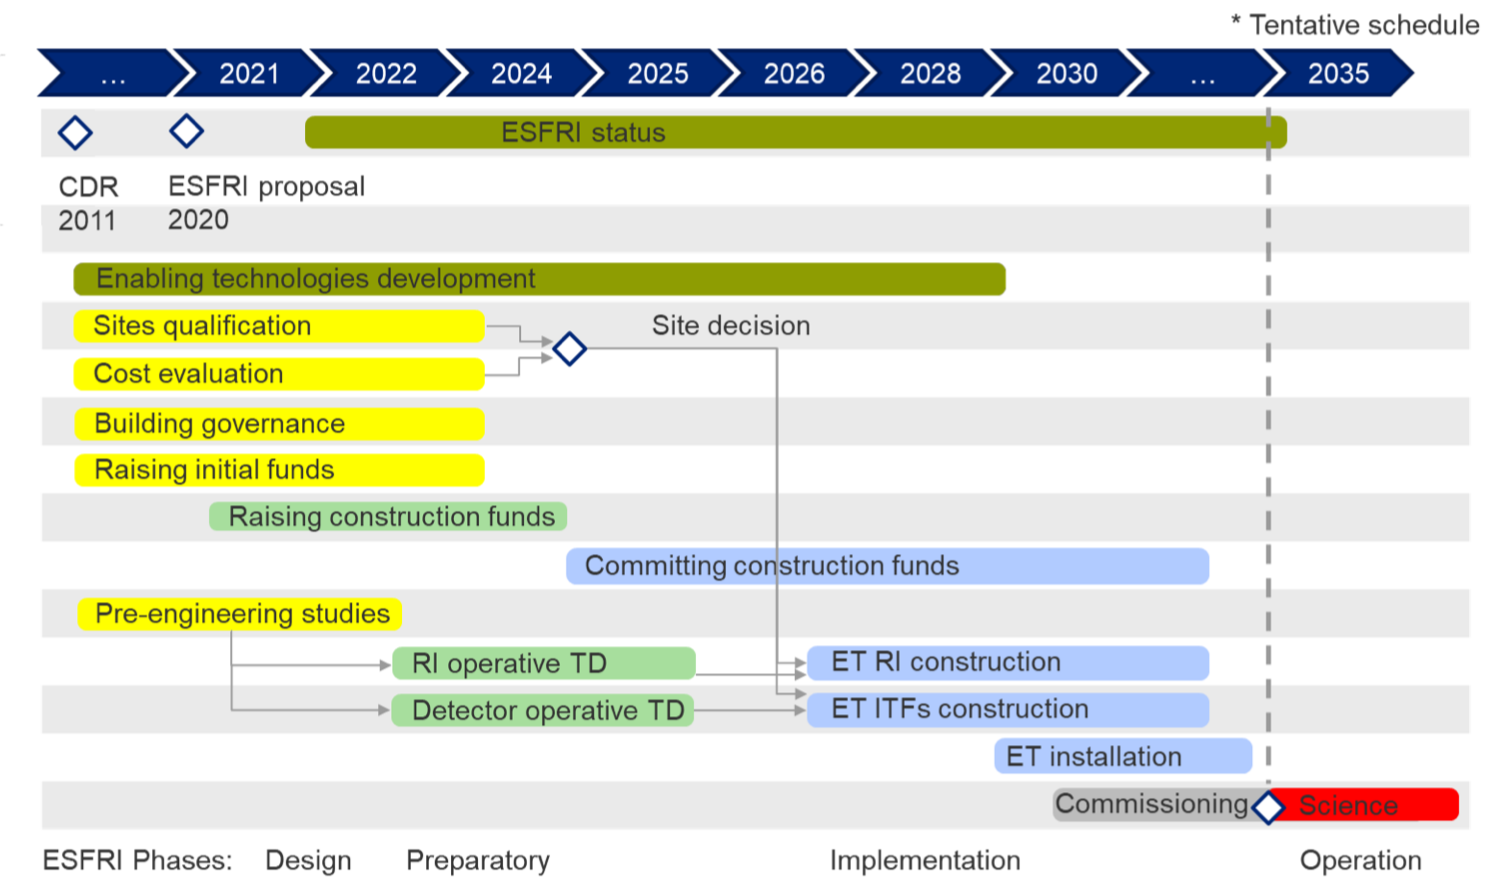 * Tentative schedule
... 2021 2022 2024 2025 2026 2028 2030 ... 2035
ESFRI status
CDR ESFRI proposal
2011 2020
Enabling technologies development
Sites qualification Site decision
Cost evaluation
Building governance
Raising initial funds
Raising construction funds
Committing construction funds
Pre-engineering studies
RI operative TD ET RI construction
Detector operative TD ET ITFs construction
ET installation
Commissioning Science
ESFRI Phases: Design Preparatory Implementation Operation